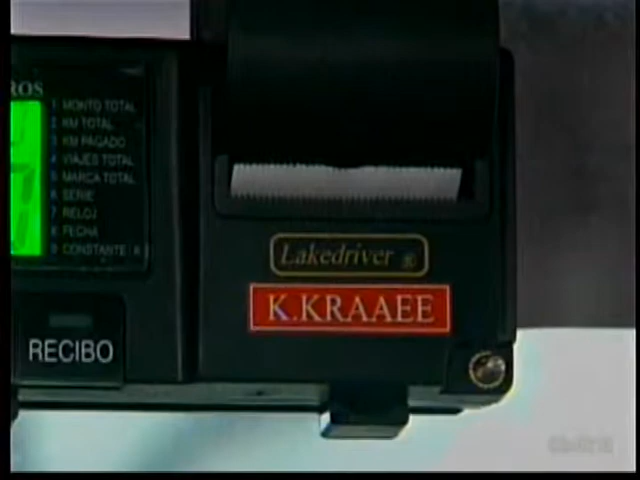 ROS
1 MONTO TOTAL
2 KM TOTAL
3 KM PAGADO
4 VIAJES TOTAL
5 MARCA TOTAL
6 SERIE
7 RELOJ
8 FECHA
9 CONSTANTE K
RECIBO
Lakedriver ®
K.KRAAEE